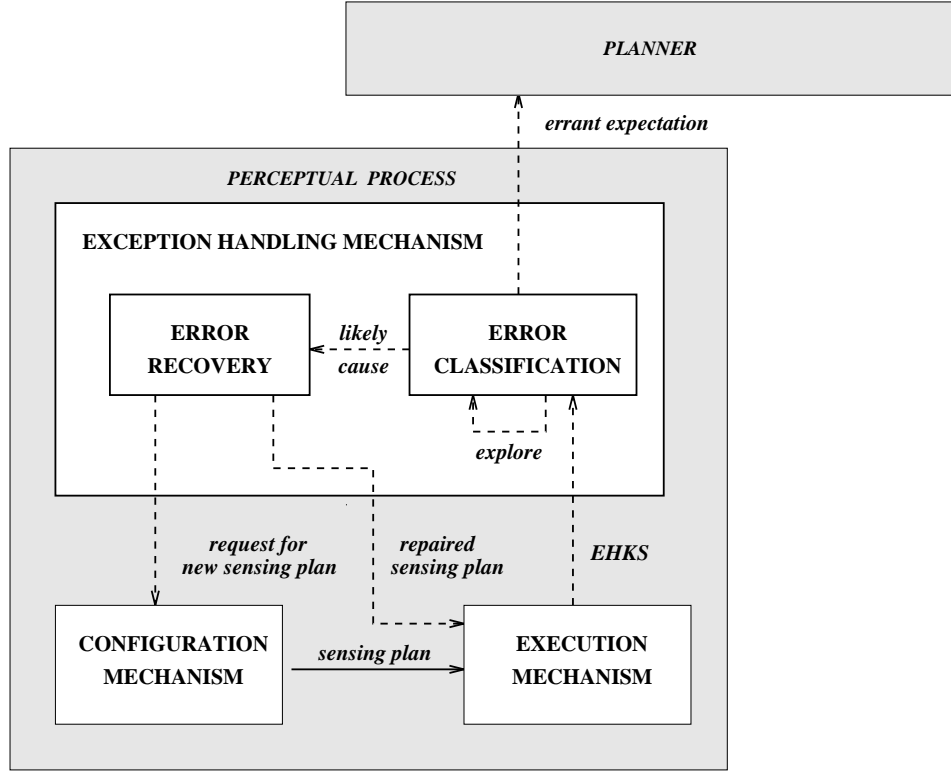 PLANNER
errant expectation
PERCEPTUAL PROCESS
EXCEPTION HANDLING MECHANISM
ERROR
RECOVERY
likely
cause
ERROR
CLASSIFICATION
explore
request for
new sensing plan
repaired
sensing plan
EHKS
CONFIGURATION
MECHANISM
sensing plan
EXECUTION
MECHANISM